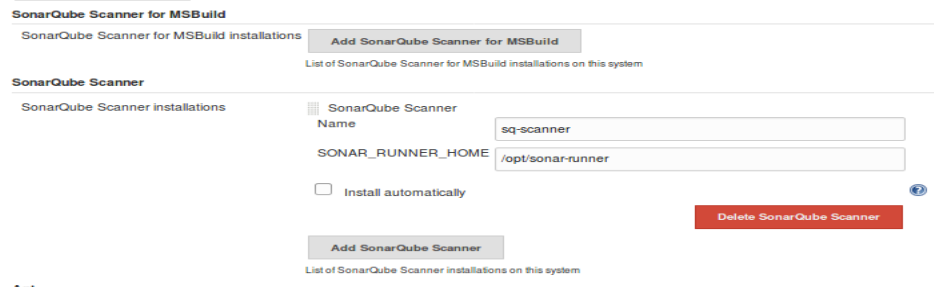 SonarQube Scanner for MSBuild
SonarQube Scanner for MSBuild installations
Add SonarQube Scanner for MSBuild
List of SonarQube Scanner for MSBuild installations on this system
SonarQube Scanner
SonarQube Scanner installations
SonarQube Scanner
Name
sq-scanner
SONAR_RUNNER_HOME
/opt/sonar-runner
Install automatically
?
Delete SonarQube Scanner
Add SonarQube Scanner
List of SonarQube Scanner installations on this system